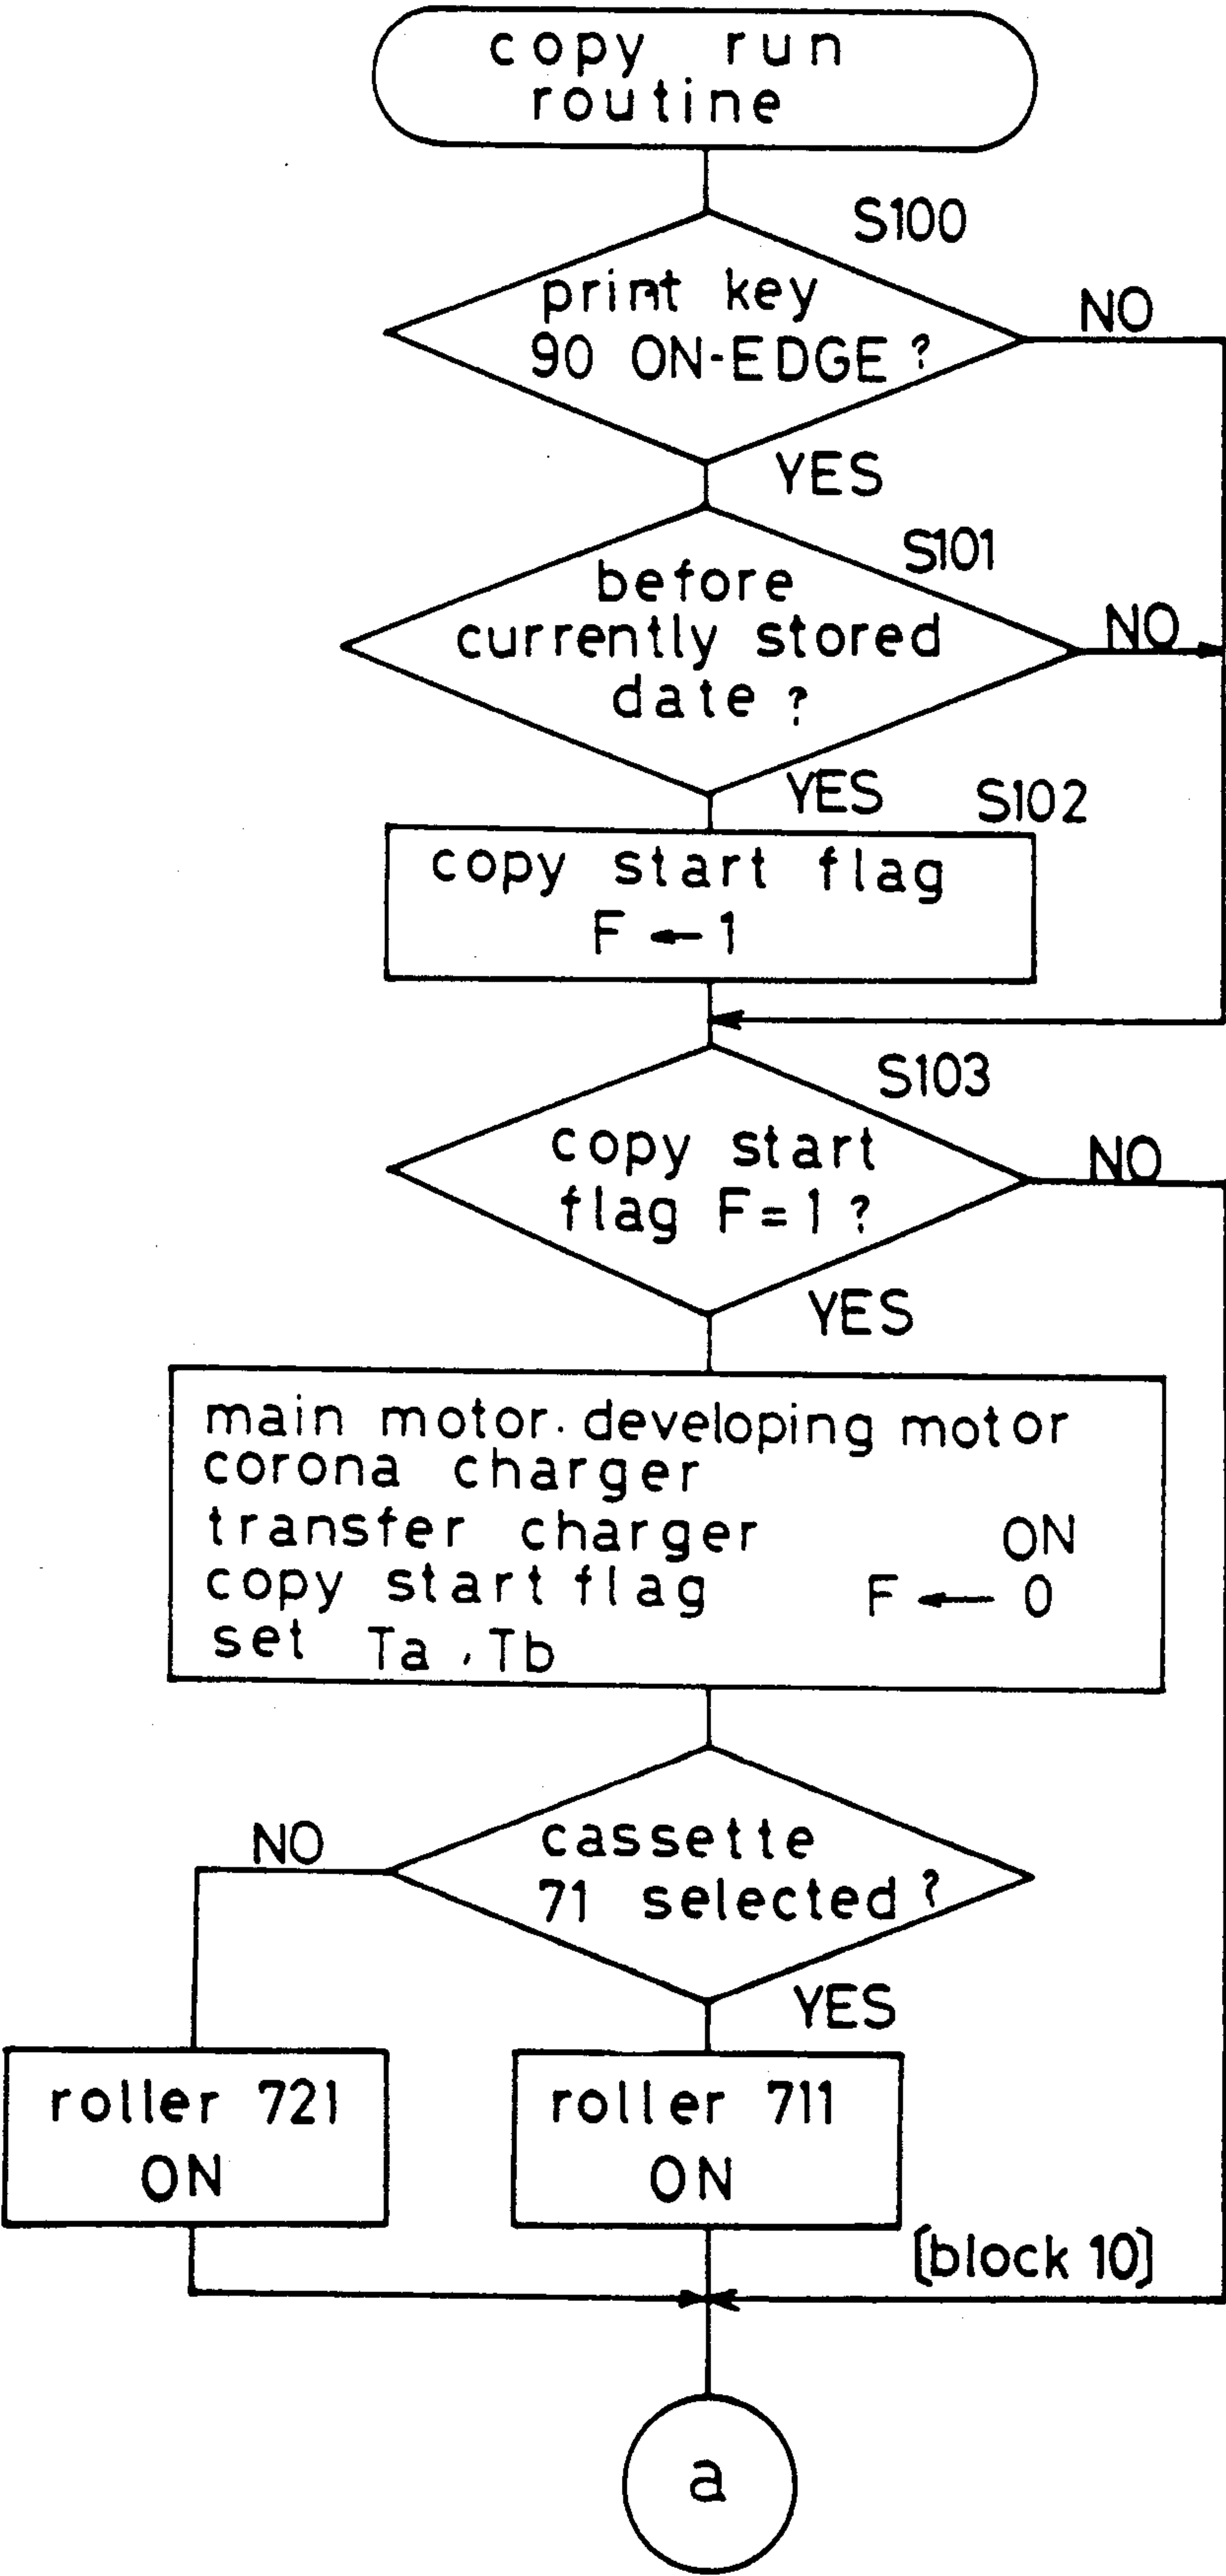 copy run
routine
S100
print key
90 ON-EDGE ?
NO
YES
S101
before
currently stored
date ?
NO
YES
S102
copy start flag
F ← 1
S103
copy start
flag F = 1 ?
NO
YES
main motor. developing motor
corona charger
transfer charger ON
copy start flag F ← 0
set Ta , Tb
cassette
71 selected ?
NO
YES
roller 721
ON
roller 711
ON
[block 10]
a